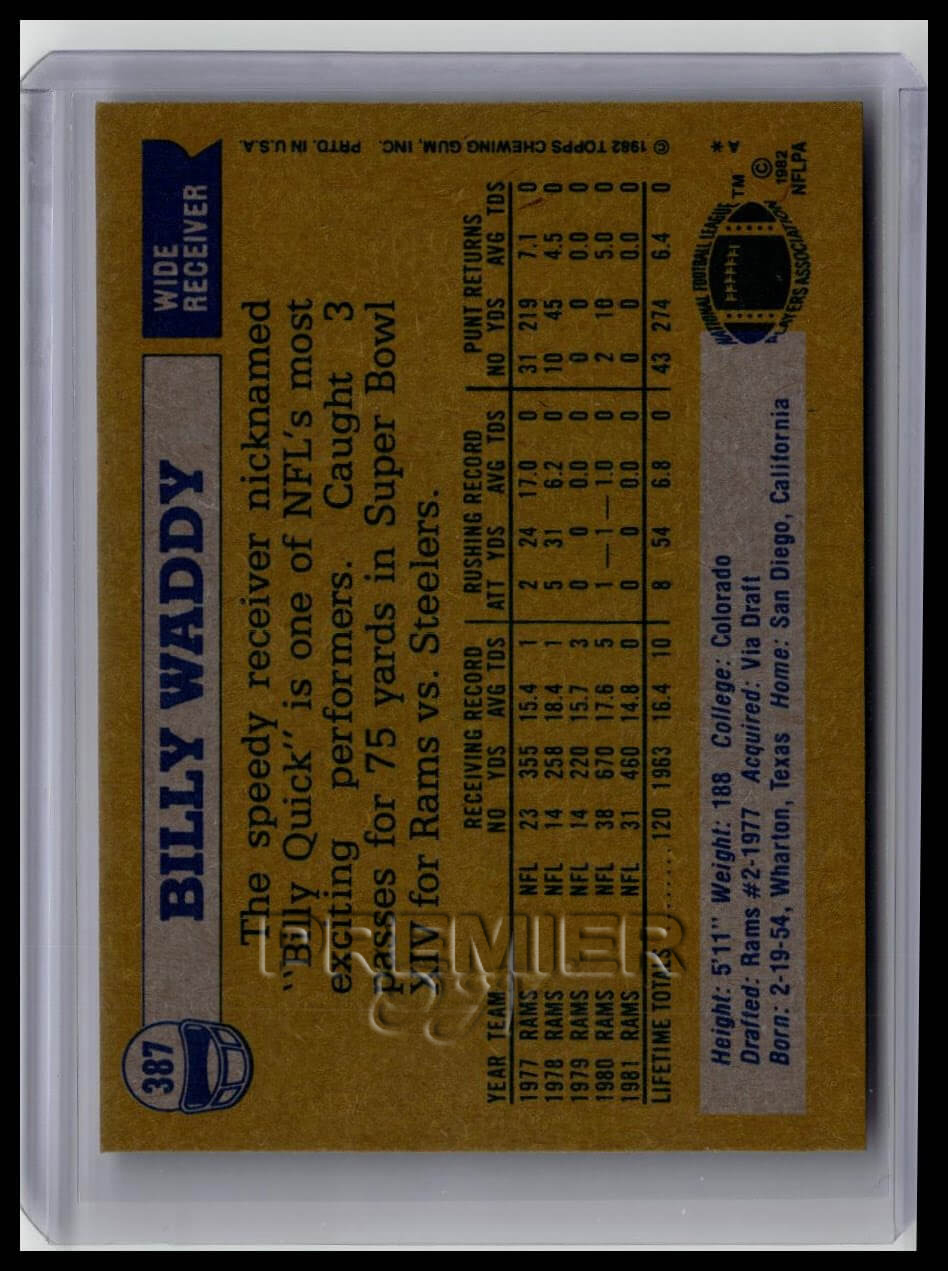 387
BILLY WADDY
WIDE
RECEIVER
The speedy receiver nicknamed
"Billy Quick" is one of NFL's most
exciting performers. Caught 3
passes for 75 yards in Super Bowl
XIV for Rams vs. Steelers.
RECEIVING RECORD RUSHING RECORD PUNT RETURNS
YEAR TEAM NO YDS AVG TDS ATT YDS AVG TDS NO YDS AVG TDS
1977 RAMS NFL 23 355 15.4 1 2 24 17.0 0 31 219 7.1 0
1978 RAMS NFL 14 258 18.4 1 5 31 6.2 0 10 45 4.5 0
1979 RAMS NFL 14 220 15.7 3 0 0 0.0 0 0 0 0.0 0
1980 RAMS NFL 38 670 17.6 5 1 —1 —1.0 0 2 10 5.0 0
1981 RAMS NFL 31 460 14.8 0 0 0 0.0 0 0 0 0.0 0
LIFETIME TOTALS ...... 120 1963 16.4 10 8 54 6.8 0 43 274 6.4 0
Height: 5'11" Weight: 188 College: Colorado
Drafted: Rams #2-1977 Acquired: Via Draft
Born: 2-19-54, Wharton, Texas Home: San Diego, California
NATIONAL FOOTBALL LEAGUE
PLAYERS ASSOCIATION
TM
© 1982
NFLPA
A *
© 1982 TOPPS CHEWING GUM, INC. PRTD. IN U.S.A.
PREMIER